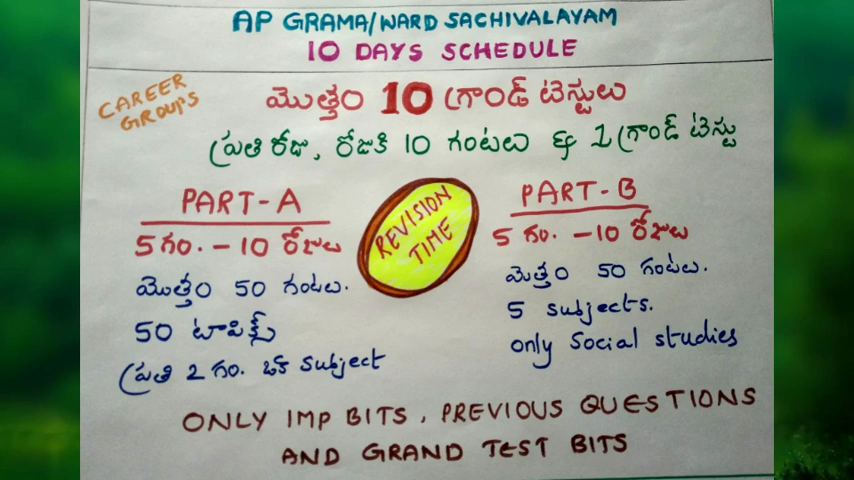 AP GRAMA/WARD SACHIVALAYAM
10 DAYS SCHEDULE
CAREER
GROUPS
మొత్తం 10 గ్రాండ్ టెస్టులు
ప్రతి రోజు, రోజుకి 10 గంటలు & 1 గ్రాండ్ టెస్టు
PART-A
5 గం. - 10 రోజులు
మొత్తం 50 గంటలు.
50 టాపిక్స్
ప్రతి 2 గం. ఒక్ subject
REVISION
TIME
PART-B
5 గం. - 10 రోజులు
మొత్తం 50 గంటలు.
5 subjects.
only Social studies
ONLY IMP BITS, PREVIOUS QUESTIONS
AND GRAND TEST BITS